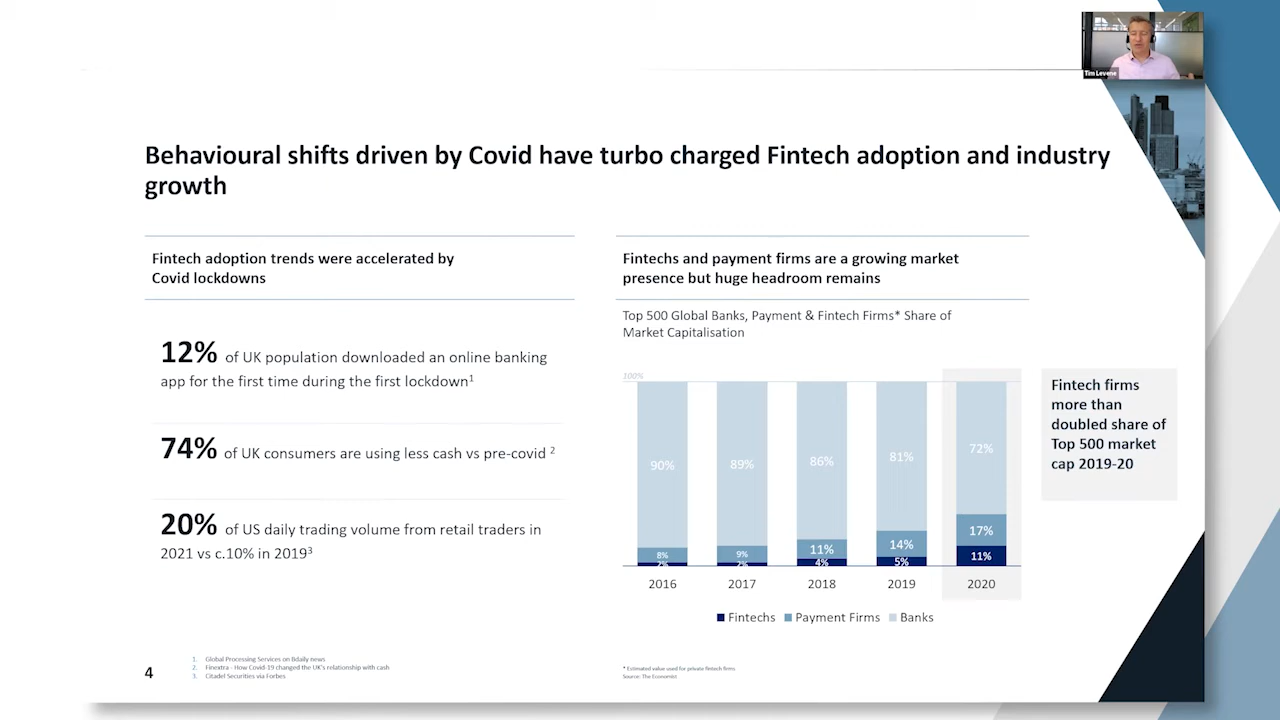 Tim Levene
Behavioural shifts driven by Covid have turbo charged Fintech adoption and industry
growth
Fintech adoption trends were accelerated by
Covid lockdowns
12% of UK population downloaded an online banking
app for the first time during the first lockdown1
74% of UK consumers are using less cash vs pre-covid 2
20% of US daily trading volume from retail traders in
2021 vs c.10% in 20193
Fintechs and payment firms are a growing market
presence but huge headroom remains
Top 500 Global Banks, Payment & Fintech Firms* Share of
Market Capitalisation
100%
90% 89% 86% 81% 72%
8% 9% 11% 14% 17%
2% 2% 4% 5% 11%
2016 2017 2018 2019 2020
Fintechs Payment Firms Banks
Fintech firms
more than
doubled share of
Top 500 market
cap 2019-20
4
1. Global Processing Services on Bdaily news
2. Finextra - How Covid-19 changed the UK's relationship with cash
3. Citadel Securities via Forbes
* Estimated value used for private fintech firms.
Source: The Economist